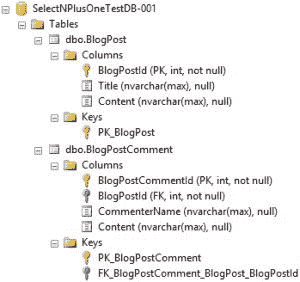 SelectNPlusOneTestDB-001
Tables
dbo.BlogPost
Columns
BlogPostId (PK, int, not null)
Title (nvarchar(max), null)
Content (nvarchar(max), null)
Keys
PK_BlogPost
dbo.BlogPostComment
Columns
BlogPostCommentId (PK, int, not null)
BlogPostId (FK, int, not null)
CommenterName (nvarchar(max), null)
Content (nvarchar(max), null)
Keys
PK_BlogPostComment
FK_BlogPostComment_BlogPost_BlogPostId